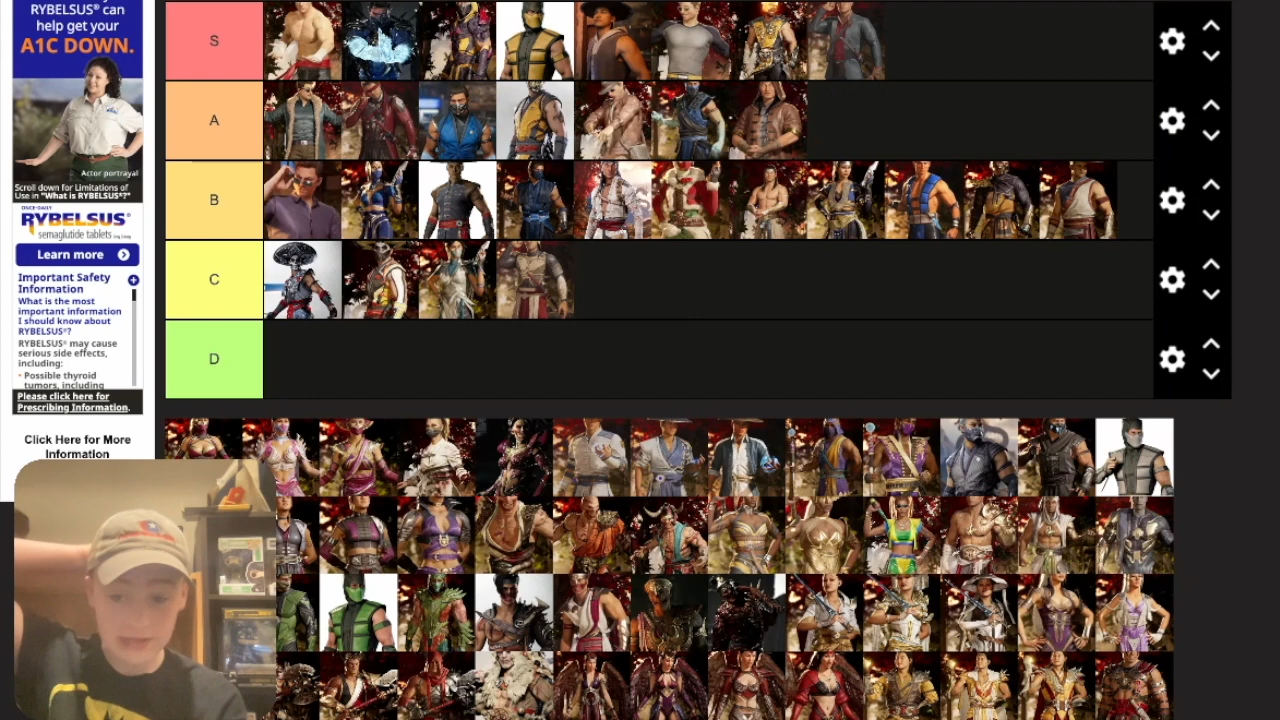 RYBELSUS® can
help get your
A1C DOWN.
Actor portrayal
Scroll down for Limitations of
Use in "What is RYBELSUS®?"
ONCE-DAILY
RYBELSUS®
semaglutide tablets
Learn more
Important Safety
Information
What is the most
important information
I should know about
RYBELSUS®?
RYBELSUS® may cause
serious side effects,
including:
• Possible thyroid
tumors, including
Please click here for
Prescribing Information.
Click Here for More
Information
S
A
B
C
D